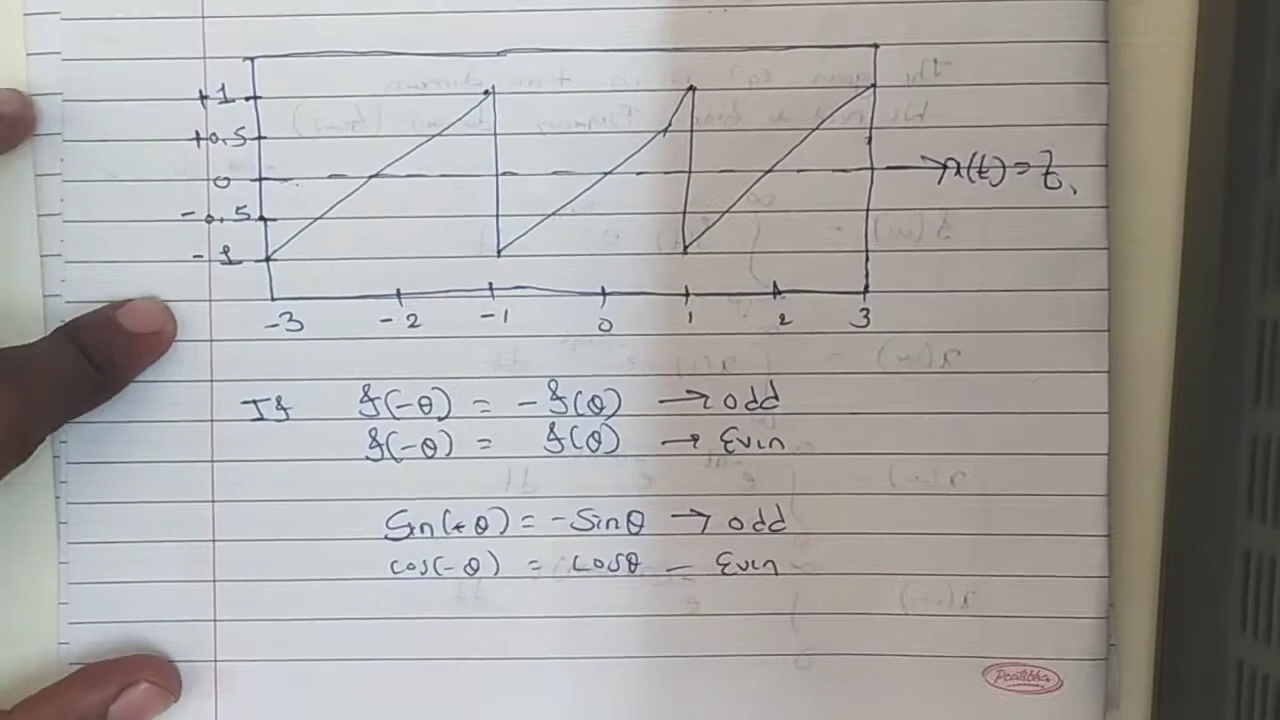 +1
+0.5
0
-0.5
-1
x(t) = t,
-3 -2 -1 0 1 2 3
If f(-θ) = -f(θ) → odd
f(-θ) = f(θ) → Even
Sin(-θ) = -Sinθ → odd
cos(-θ) = cosθ - Even
Pratibha